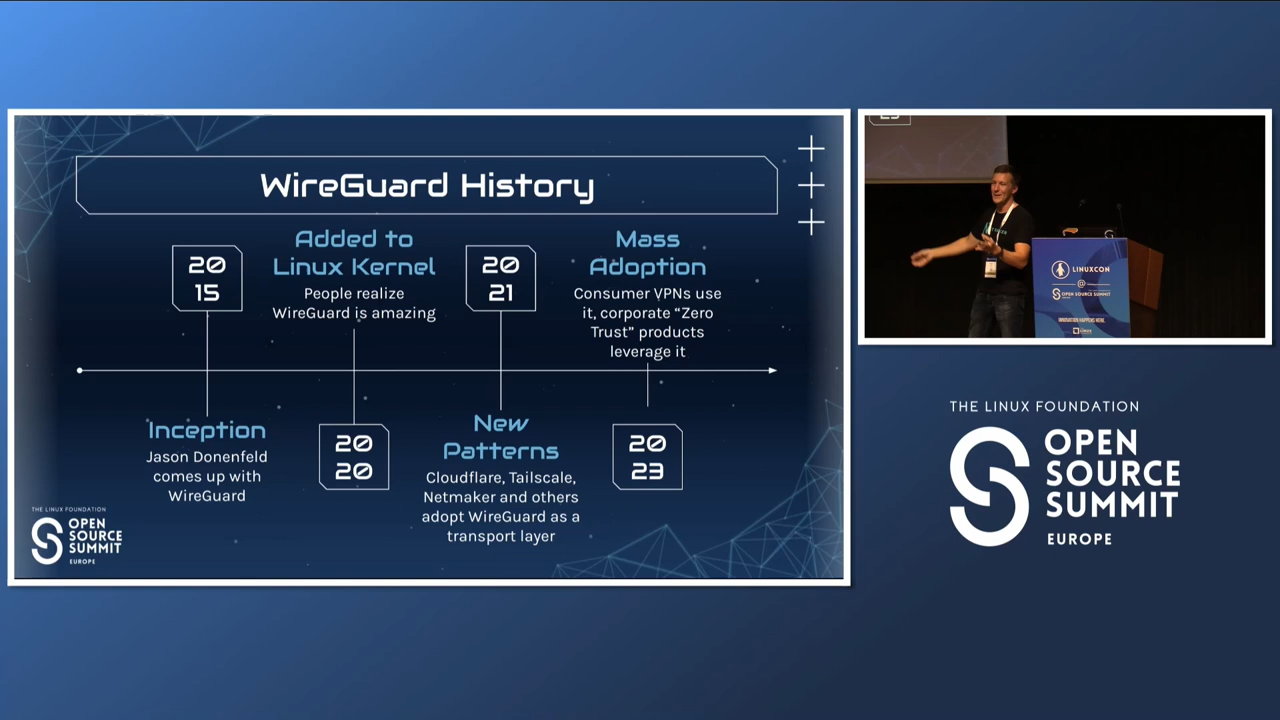 WireGuard History
20
15
Inception
Jason Donenfeld
comes up with
WireGuard
Added to
Linux Kernel
People realize
WireGuard is amazing
20
20
20
21
New
Patterns
Cloudflare, Tailscale,
Netmaker and others
adopt WireGuard as a
transport layer
Mass
Adoption
Consumer VPNs use
it, corporate “Zero
Trust” products
leverage it
20
23
THE LINUX FOUNDATION
OPEN
SOURCE
SUMMIT
EUROPE
LINUXCON
@
OPEN SOURCE SUMMIT
INNOVATION HAPPENS HERE.
THE LINUX FOUNDATION
OPEN
SOURCE
SUMMIT
EUROPE